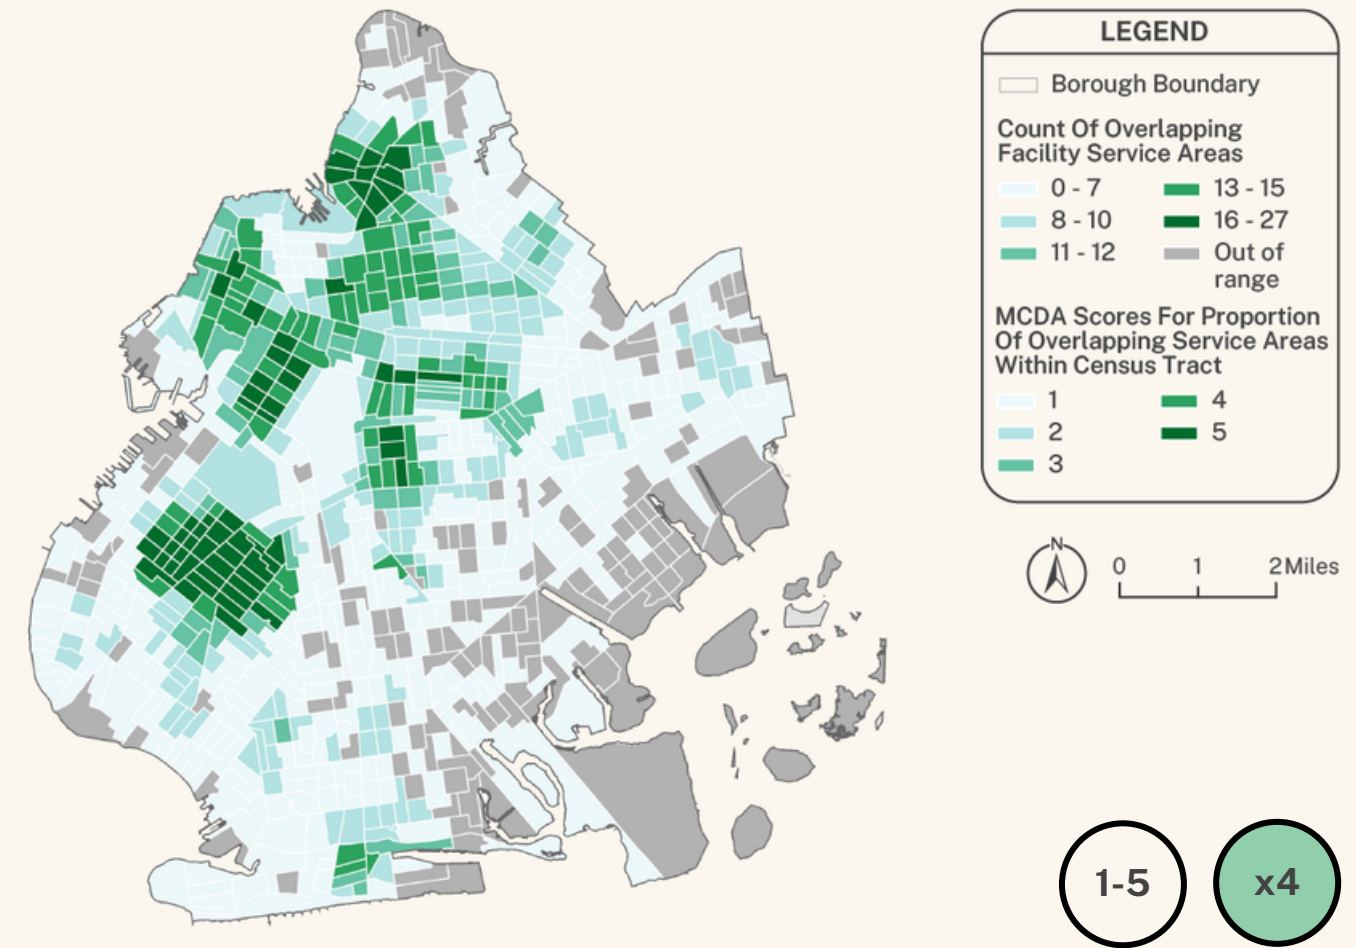 LEGEND
Borough Boundary
Count Of Overlapping
Facility Service Areas
0 - 7
13 - 15
8 - 10
16 - 27
11 - 12
Out of
range
MCDA Scores For Proportion
Of Overlapping Service Areas
Within Census Tract
1
4
2
5
3
N
0 1 2 Miles
1-5
x4